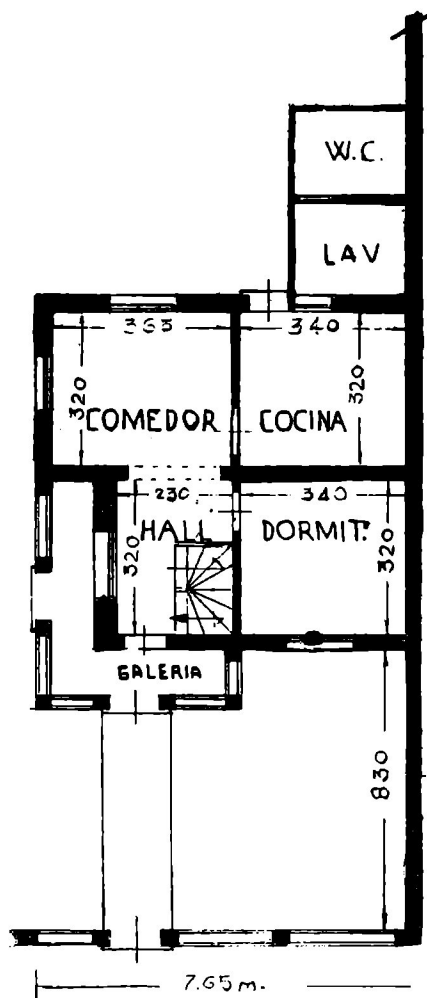 W.C.
LAV
365 340
320 320
COMEDOR COCINA
230 340
HALL DORMIT.
320 320
GALERIA
830
7.65 m.